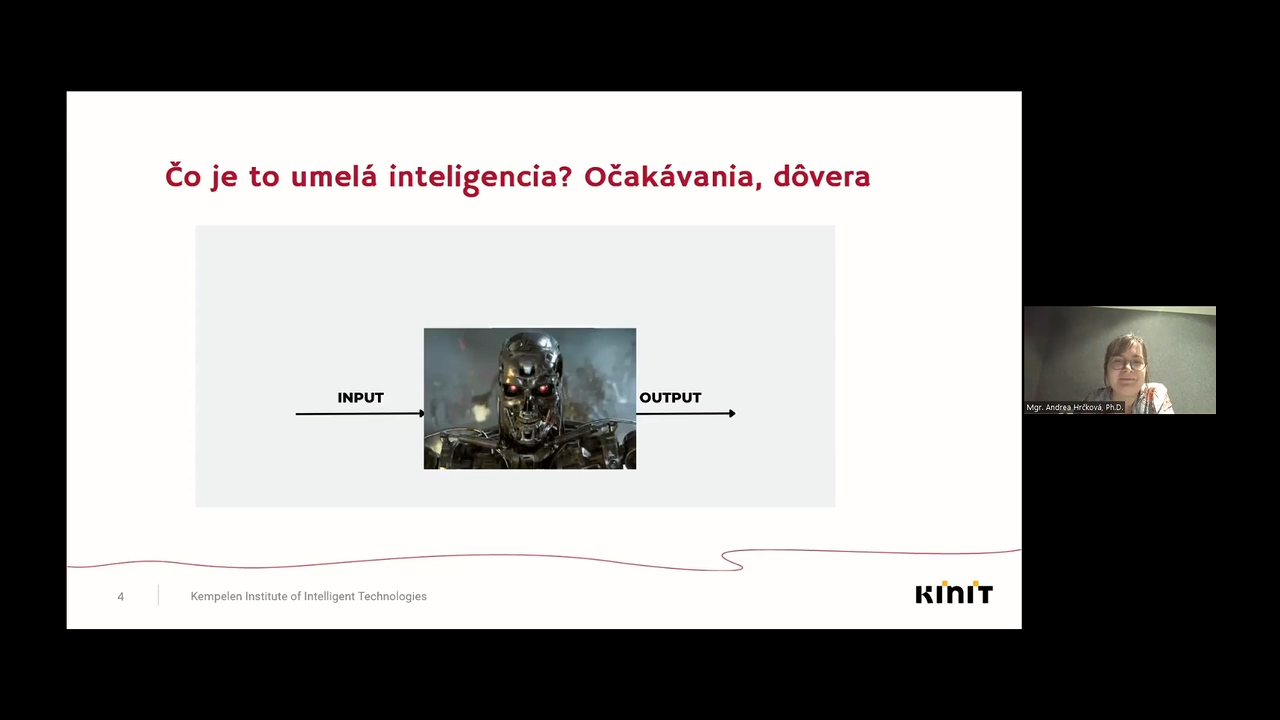 Čo je to umelá inteligencia? Očakávania, dôvera
INPUT
OUTPUT
Mgr. Andrea Hrčková, Ph.D.
4
Kempelen Institute of Intelligent Technologies
KINIT